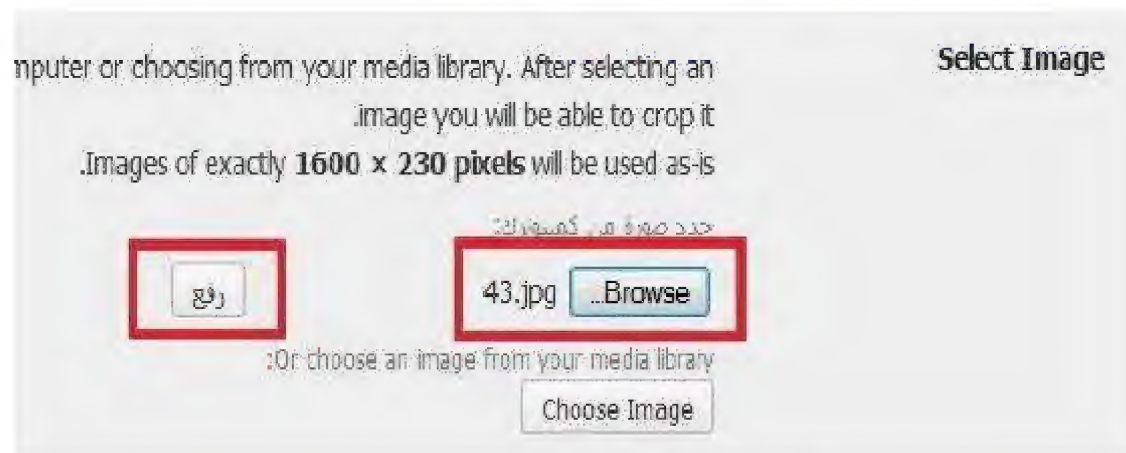 Select Image
mputer or choosing from your media library. After selecting an
.image you will be able to crop it
.Images of exactly 1600 × 230 pixels will be used as-is
حدد صورة من كمبيوترك:
43.jpg ...Browse
رفع
:Or choose an image from your media library
Choose Image